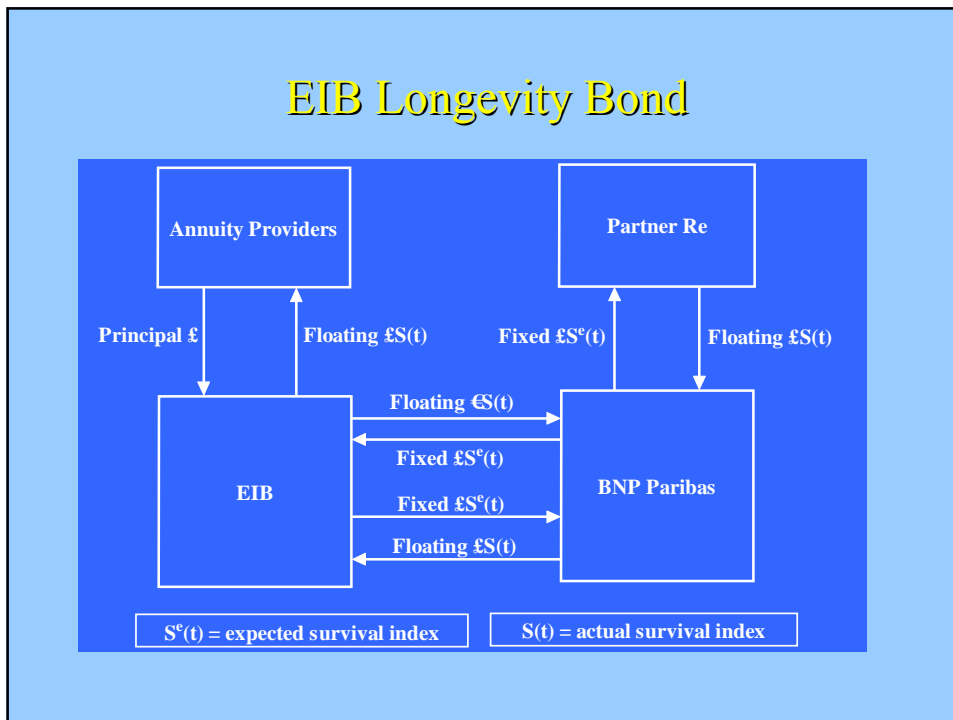 EIB Longevity Bond
Annuity Providers
Partner Re
Principal £
Floating £S(t)
Fixed £Sᵉ(t)
Floating £S(t)
Floating €S(t)
Fixed £Sᵉ(t)
EIB
BNP Paribas
Fixed £Sᵉ(t)
Floating £S(t)
Sᵉ(t) = expected survival index
S(t) = actual survival index